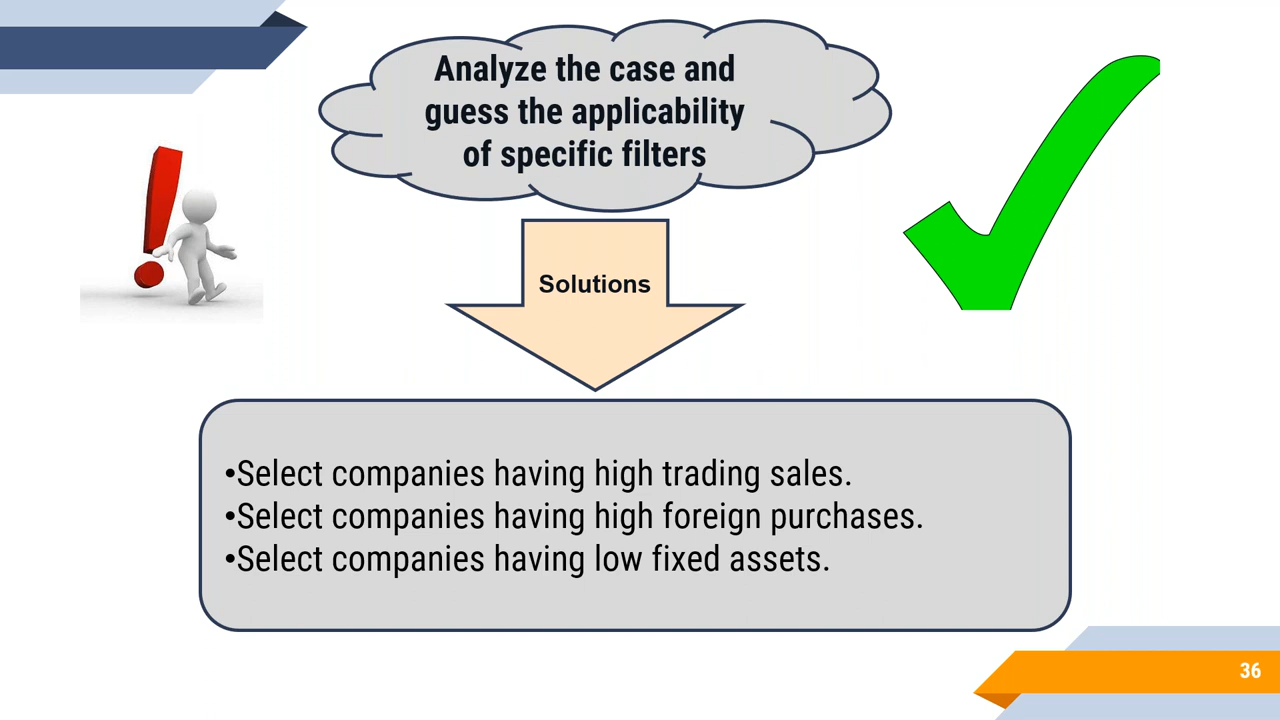 Analyze the case and
guess the applicability
of specific filters
Solutions
•Select companies having high trading sales.
•Select companies having high foreign purchases.
•Select companies having low fixed assets.
36